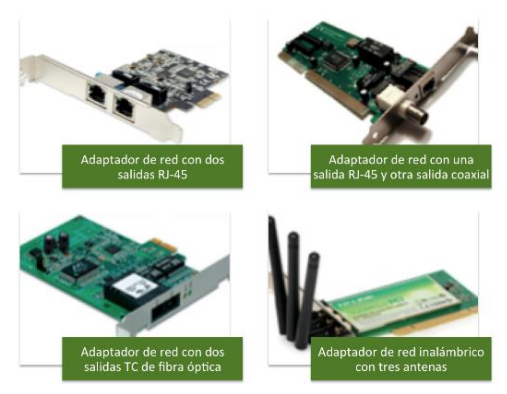 Adaptador de red con dos
salidas RJ-45
Adaptador de red con una
salida RJ-45 y otra salida coaxial
Adaptador de red con dos
salidas TC de fibra óptica
Adaptador de red inalámbrico
con tres antenas